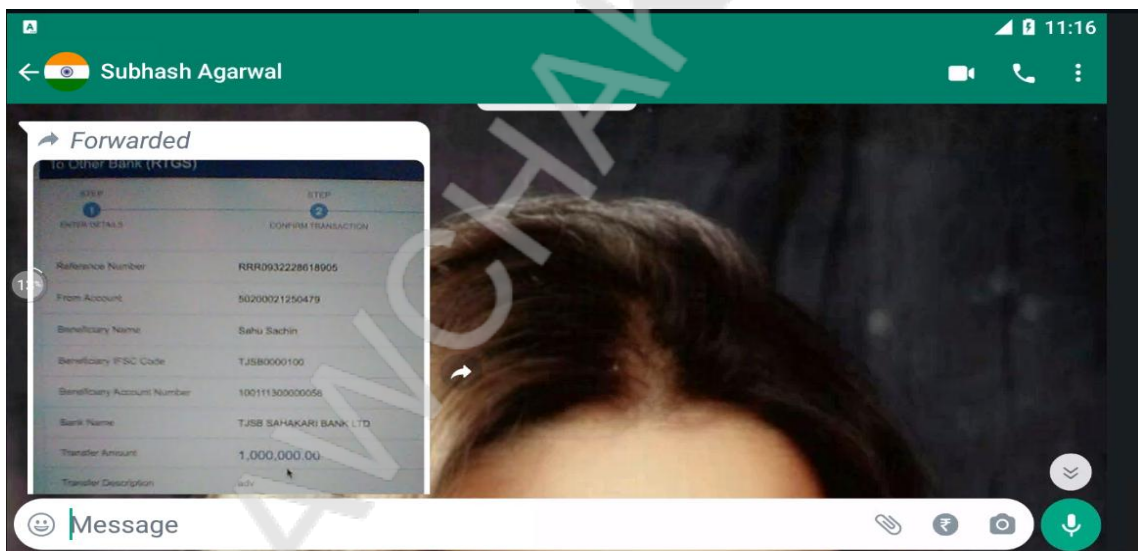 11:16
Subhash Agarwal
Forwarded
To Other Bank (RTGS)
STEP STEP
1 2
ENTER DETAILS CONFIRM TRANSACTION
Reference Number RRR0932228618905
From Account 50200021250479
Beneficiary Name Sahu Sachin
Beneficiary IFSC Code TJSB0000100
Beneficiary Account Number 100111300000056
Bank Name TJSB SAHAKARI BANK LTD
Transfer Amount 1,000,000.00
Transfer Description adv
Message